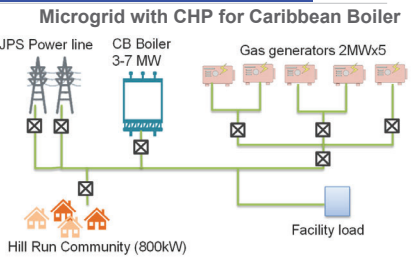 Microgrid with CHP for Caribbean Boiler
JPS Power line
CB Boiler
3-7 MW
Gas generators 2MWx5
Hill Run Community (800kW)
Facility load